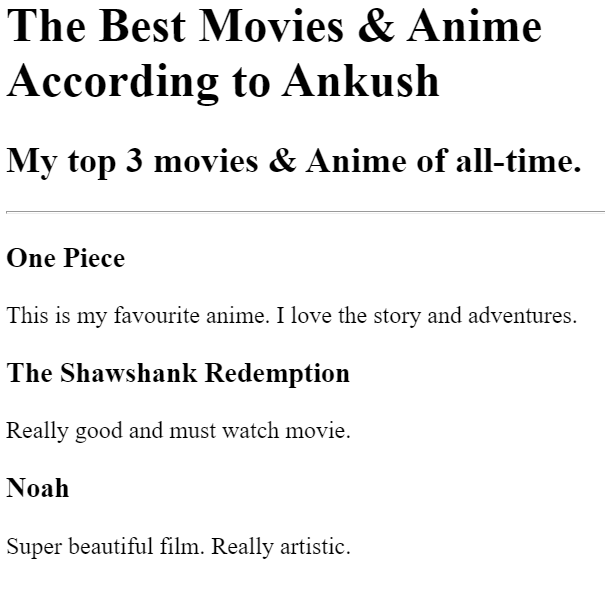 The Best Movies & Anime
According to Ankush
My top 3 movies & Anime of all-time.
One Piece
This is my favourite anime. I love the story and adventures.
The Shawshank Redemption
Really good and must watch movie.
Noah
Super beautiful film. Really artistic.